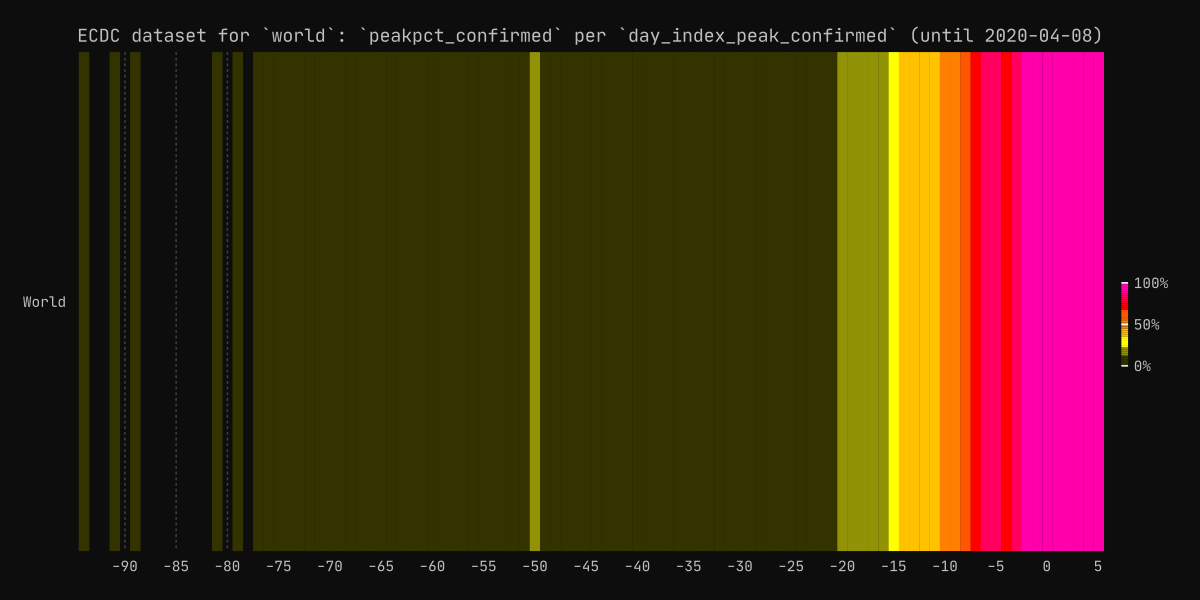 ECDC dataset for `world`: `peakpct_confirmed` per `day_index_peak_confirmed` (until 2020-04-08)
World
100%
50%
0%
-90 -85 -80 -75 -70 -65 -60 -55 -50 -45 -40 -35 -30 -25 -20 -15 -10 -5 0 5